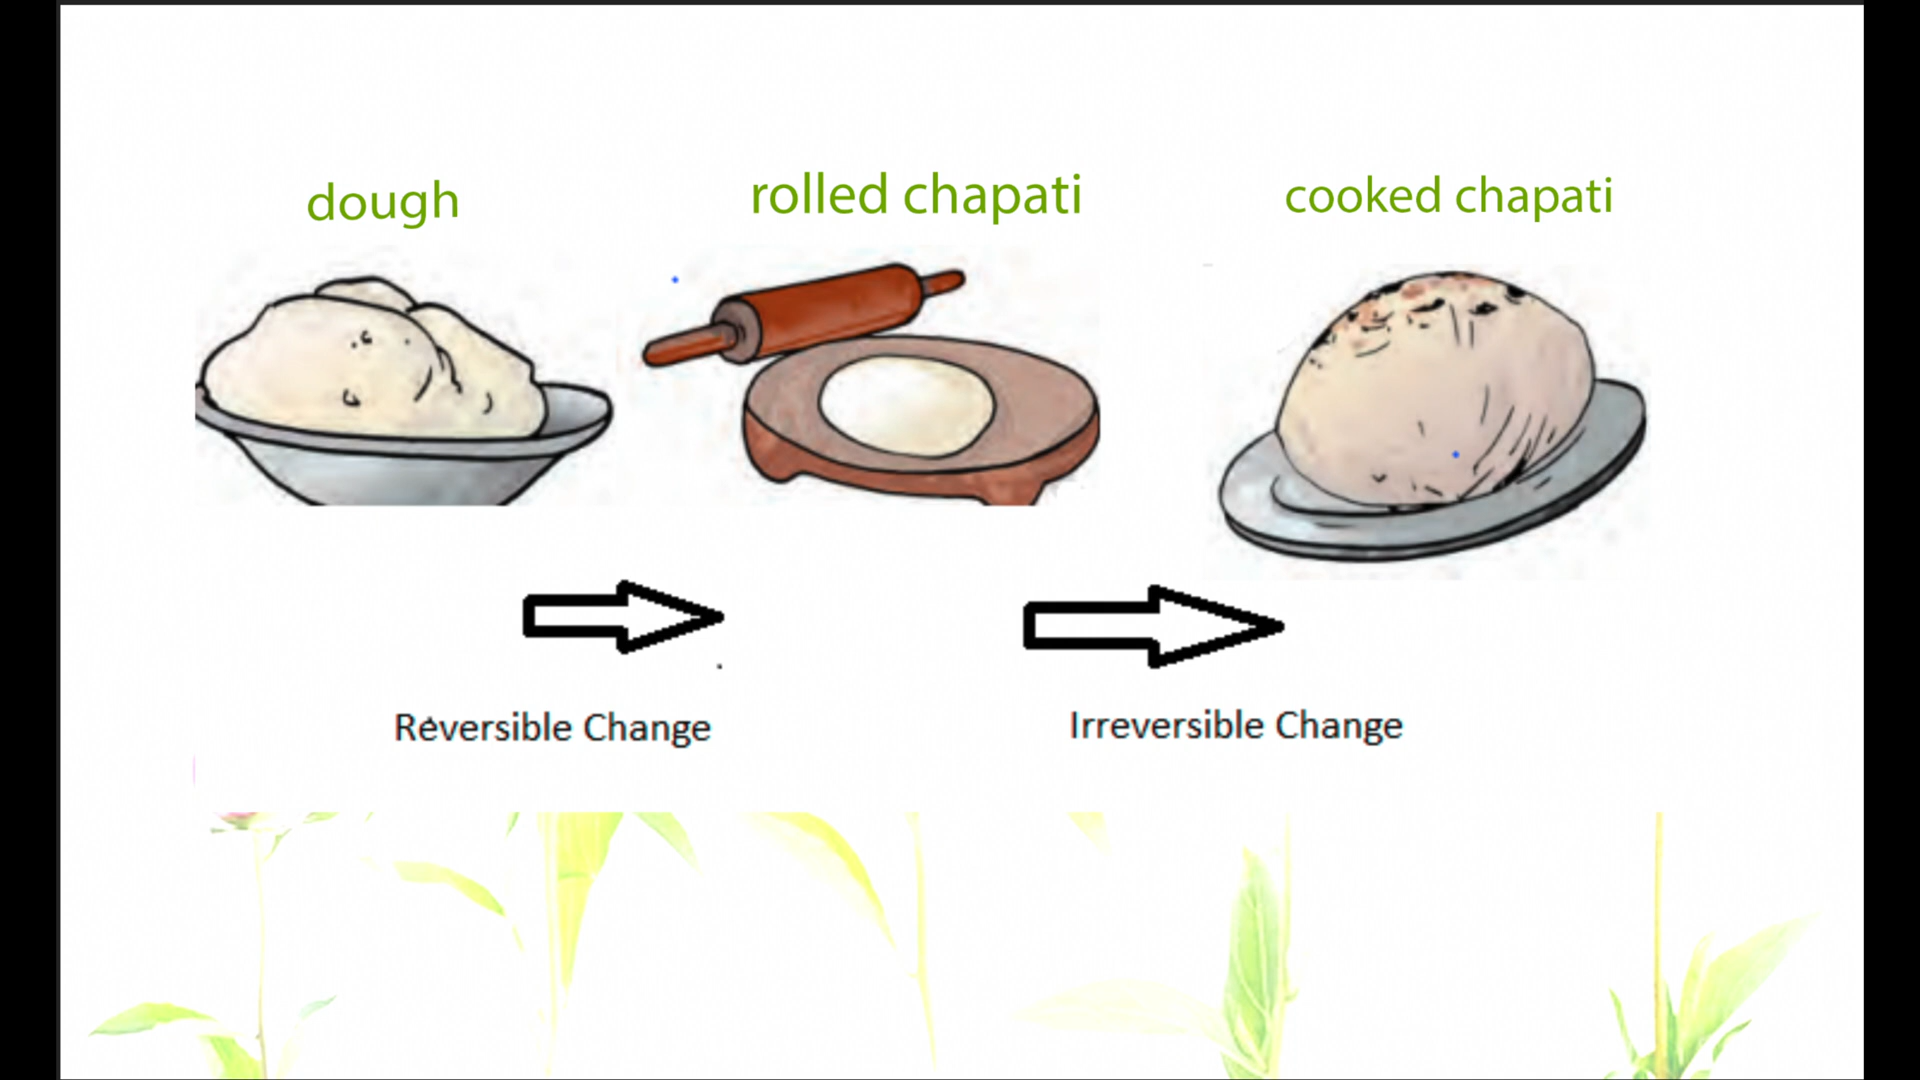 dough
rolled chapati
cooked chapati
Reversible Change
Irreversible Change